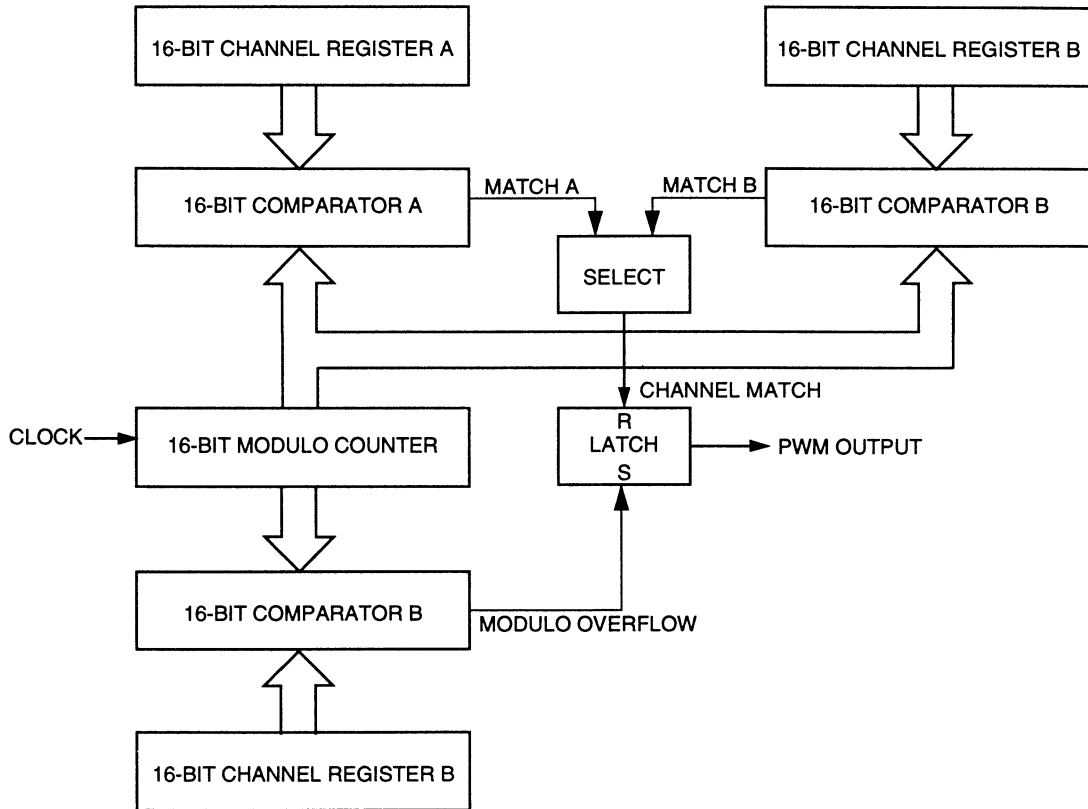 16-BIT CHANNEL REGISTER A
16-BIT CHANNEL REGISTER B
16-BIT COMPARATOR A
MATCH A
MATCH B
16-BIT COMPARATOR B
SELECT
CHANNEL MATCH
CLOCK
16-BIT MODULO COUNTER
R
LATCH
S
PWM OUTPUT
16-BIT COMPARATOR B
MODULO OVERFLOW
16-BIT CHANNEL REGISTER B